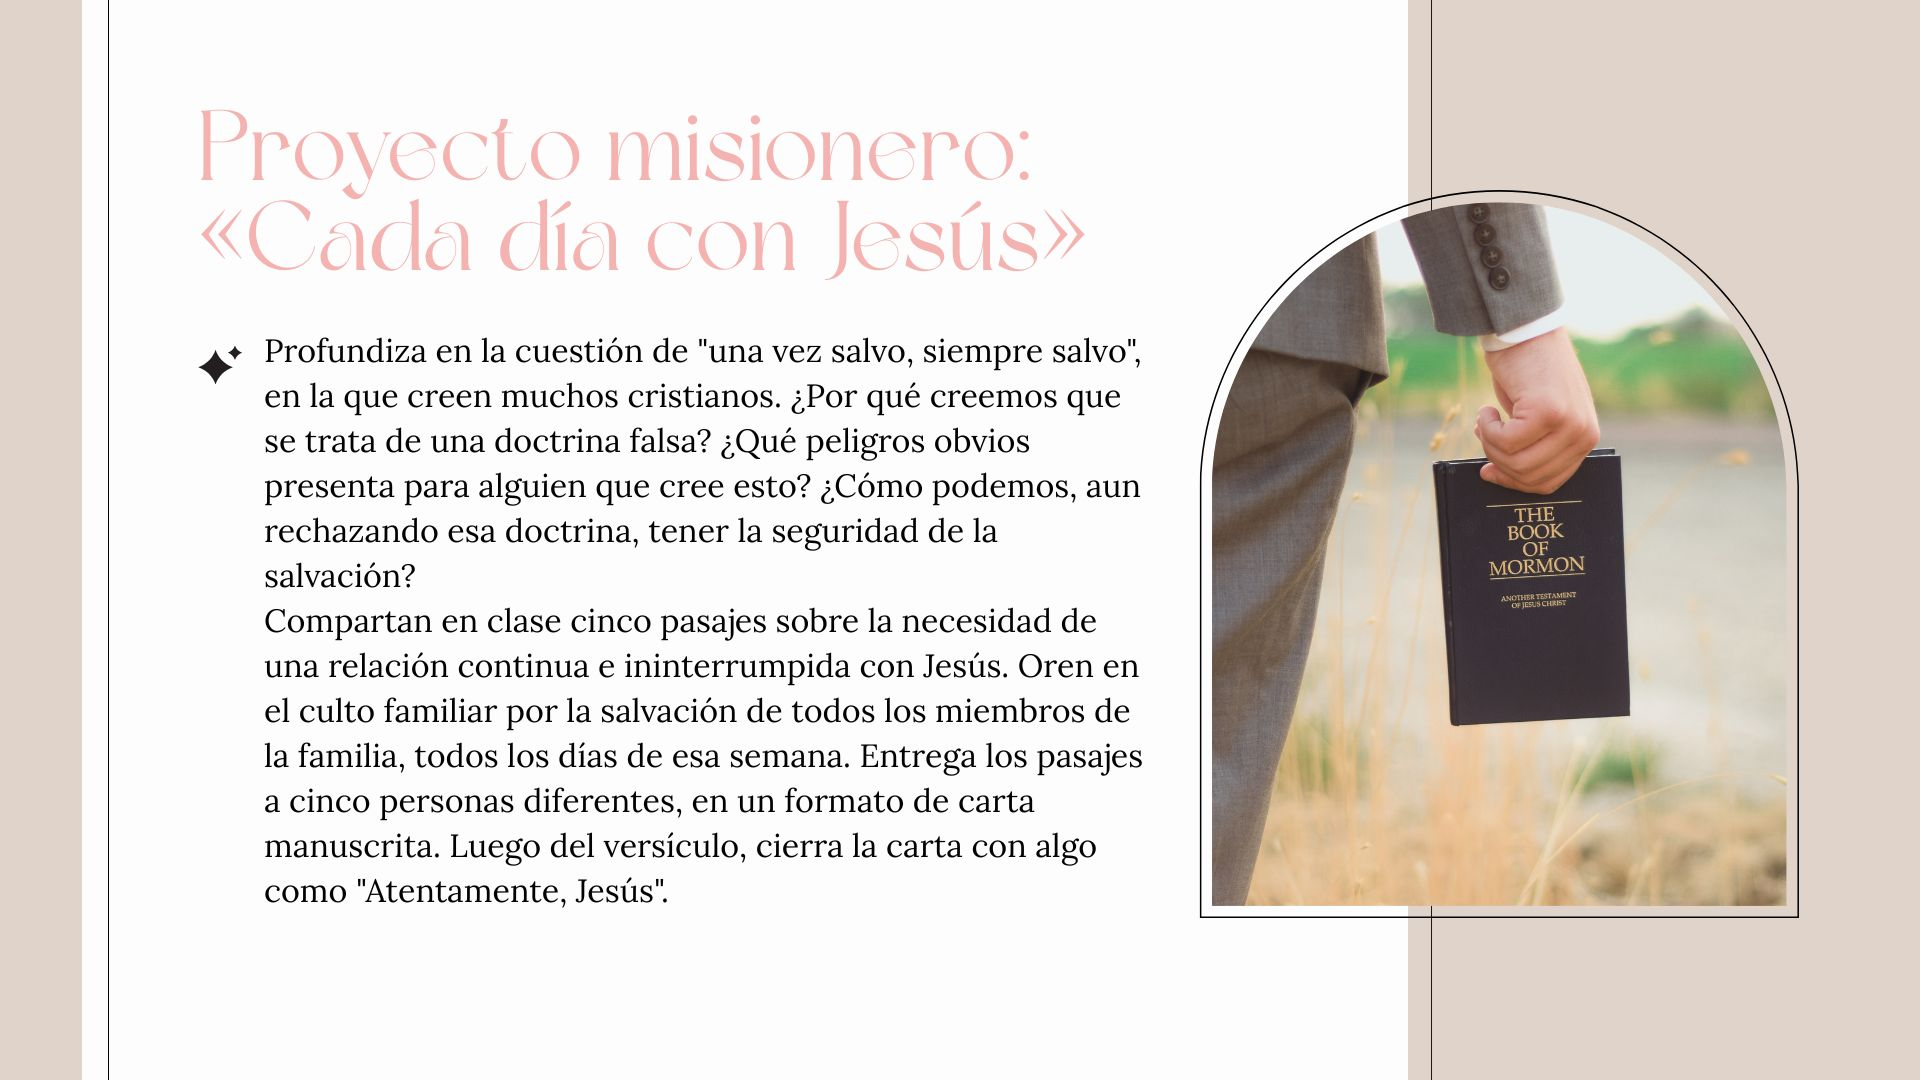 Proyecto misionero:
«Cada día con Jesús»
Profundiza en la cuestión de "una vez salvo, siempre salvo",
en la que creen muchos cristianos. ¿Por qué creemos que
se trata de una doctrina falsa? ¿Qué peligros obvios
presenta para alguien que cree esto? ¿Cómo podemos, aun
rechazando esa doctrina, tener la seguridad de la
salvación?
Compartan en clase cinco pasajes sobre la necesidad de
una relación continua e ininterrumpida con Jesús. Oren en
el culto familiar por la salvación de todos los miembros de
la familia, todos los días de esa semana. Entrega los pasajes
a cinco personas diferentes, en un formato de carta
manuscrita. Luego del versículo, cierra la carta con algo
como "Atentamente, Jesús".
THE
BOOK
OF
MORMON
ANOTHER TESTAMENT
OF JESUS CHRIST